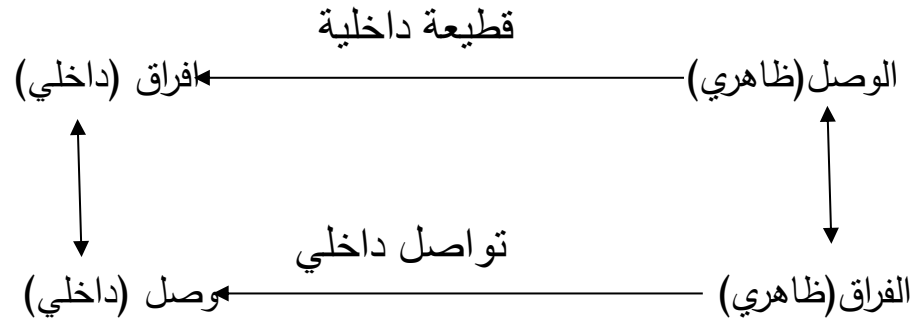 قطيعة داخلية
الوصل(ظاهري) افراق (داخلي)
تواصل داخلي
الفراق(ظاهري) وصل (داخلي)